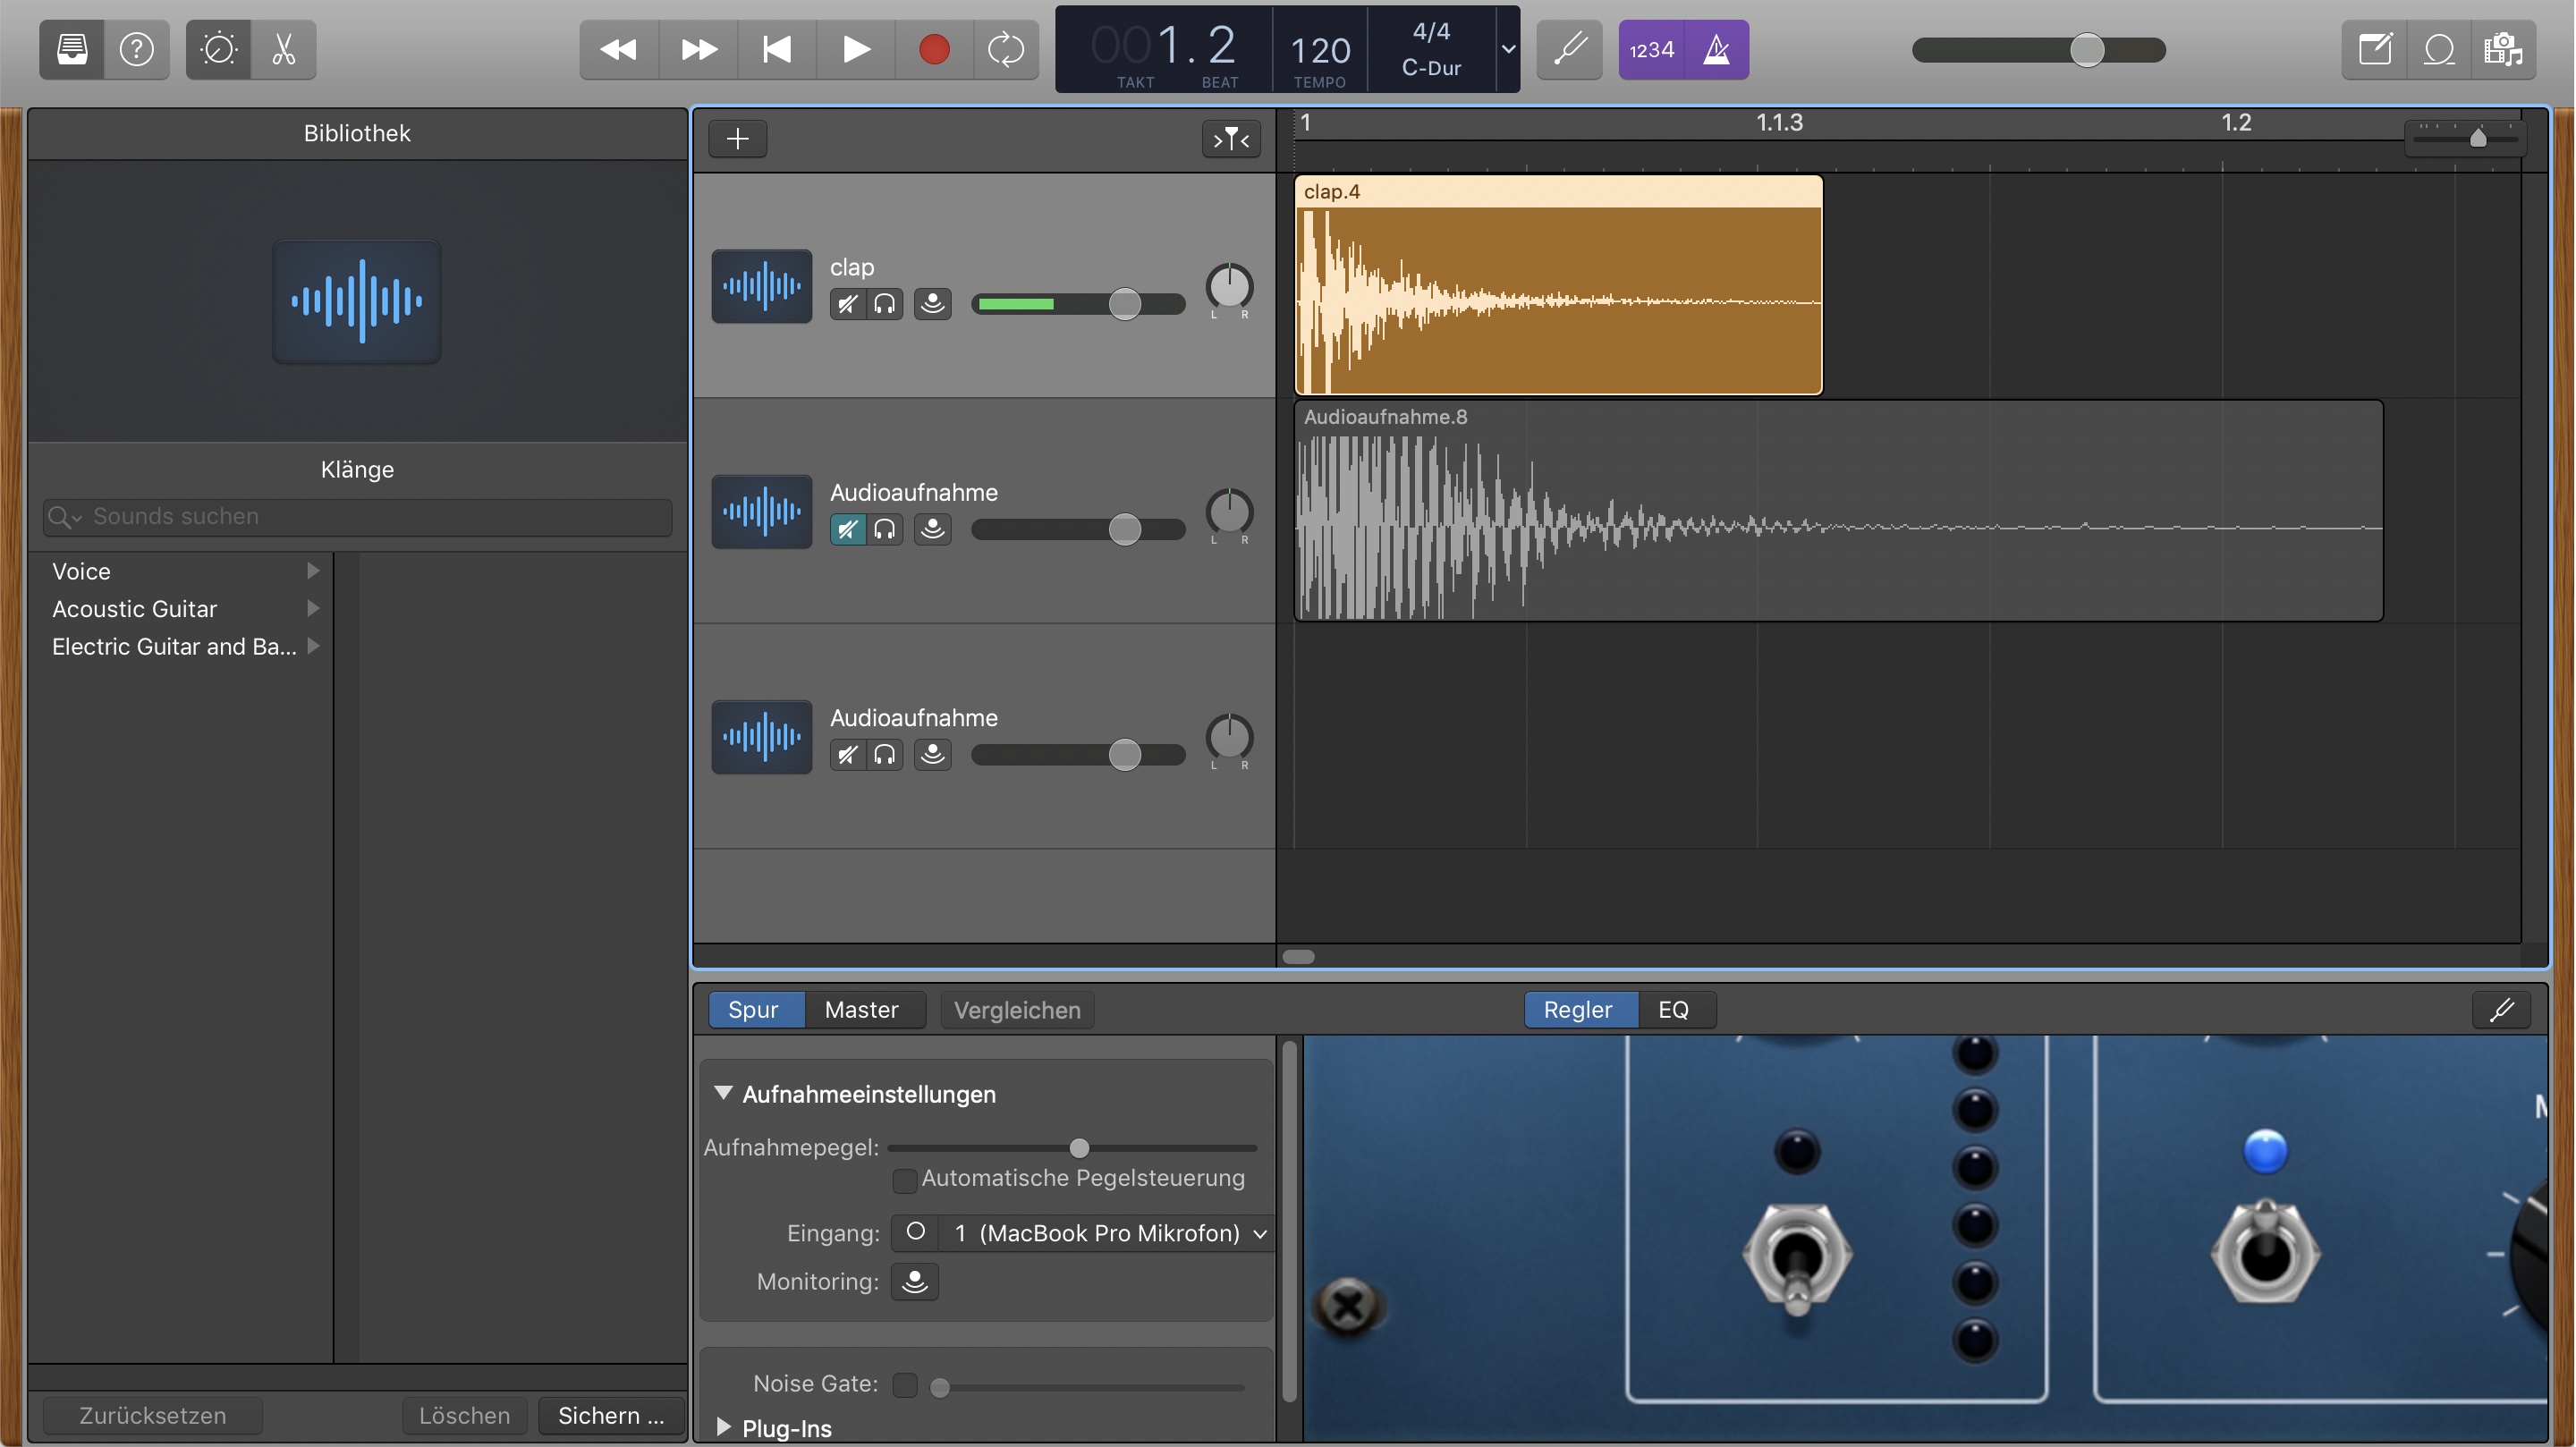 001. 2
TAKT BEAT
120
TEMPO
4/4
C-Dur
1234
Bibliothek
Klänge
Sounds suchen
Voice
Acoustic Guitar
Electric Guitar and Ba...
Zurücksetzen
Löschen
Sichern ...
1 1.1.3 1.2
clap
L R
clap.4
Audioaufnahme
L R
Audioaufnahme.8
Audioaufnahme
L R
Spur Master Vergleichen Regler EQ
Aufnahmeeinstellungen
Aufnahmepegel:
Automatische Pegelsteuerung
Eingang: 1 (MacBook Pro Mikrofon)
Monitoring:
Noise Gate:
Plug-Ins